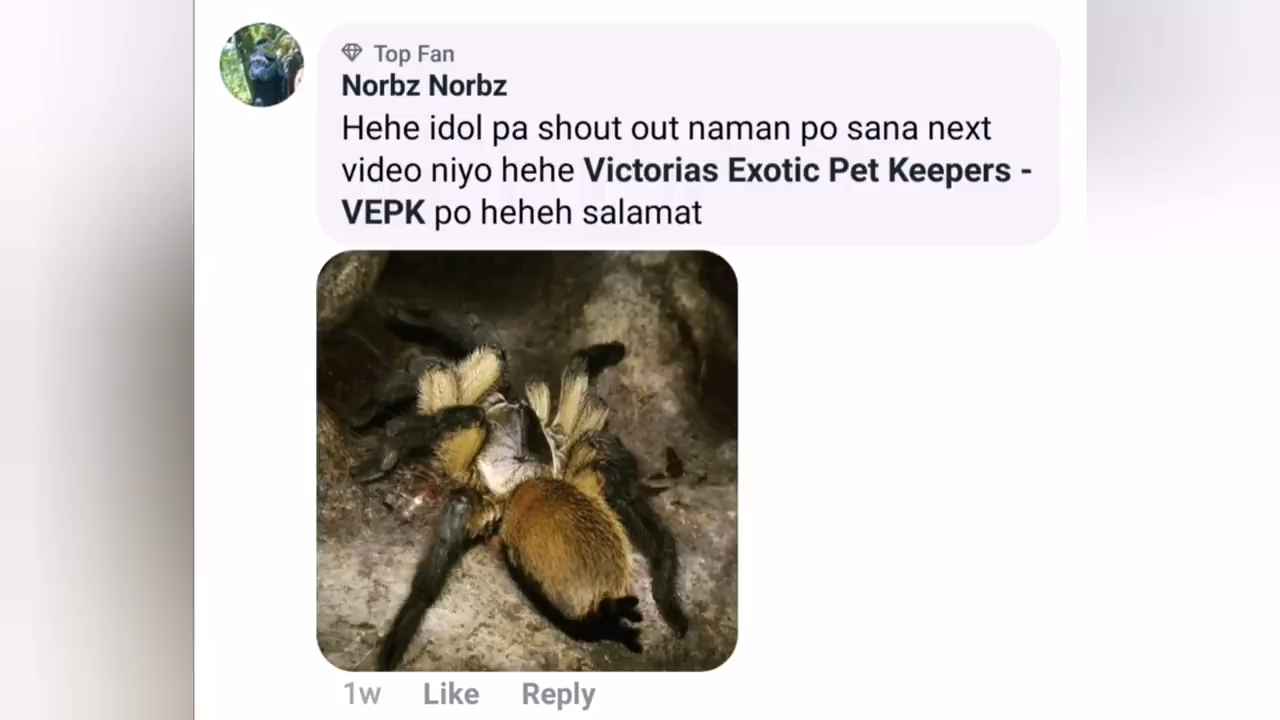 Top Fan
Norbz Norbz
Hehe idol pa shout out naman po sana next
video niyo hehe Victorias Exotic Pet Keepers -
VEPK po heheh salamat
1w Like Reply